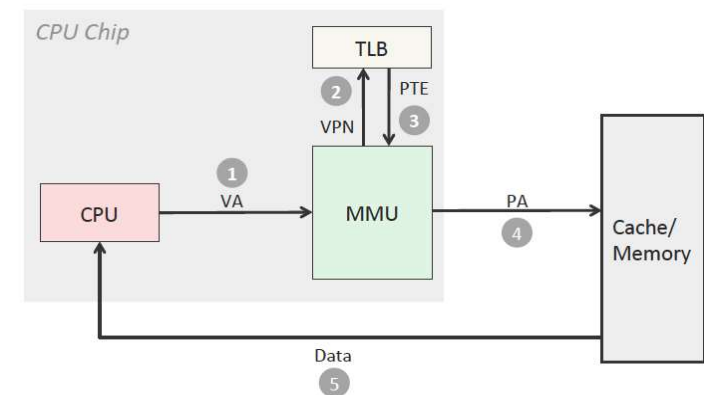 CPU Chip
TLB
2
PTE
VPN
3
1
VA
CPU
MMU
PA
4
Cache/
Memory
Data
5